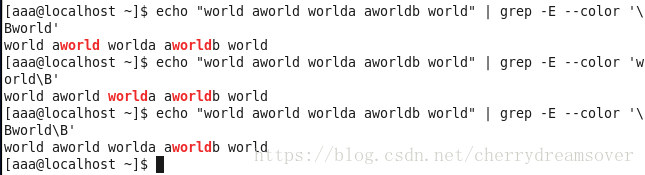 [aaa@localhost ~]$ echo "world aworld worlda aworldb world" | grep -E --color '\
Bworld'
world aworld worlda aworldb world
[aaa@localhost ~]$ echo "world aworld worlda aworldb world" | grep -E --color 'w
orld\B'
world aworld worlda aworldb world
[aaa@localhost ~]$ echo "world aworld worlda aworldb world" | grep -E --color '\
Bworld\B'
world aworld worlda aworldb world
https://blog.csdn.net/cherrydreamsover
[aaa@localhost ~]$